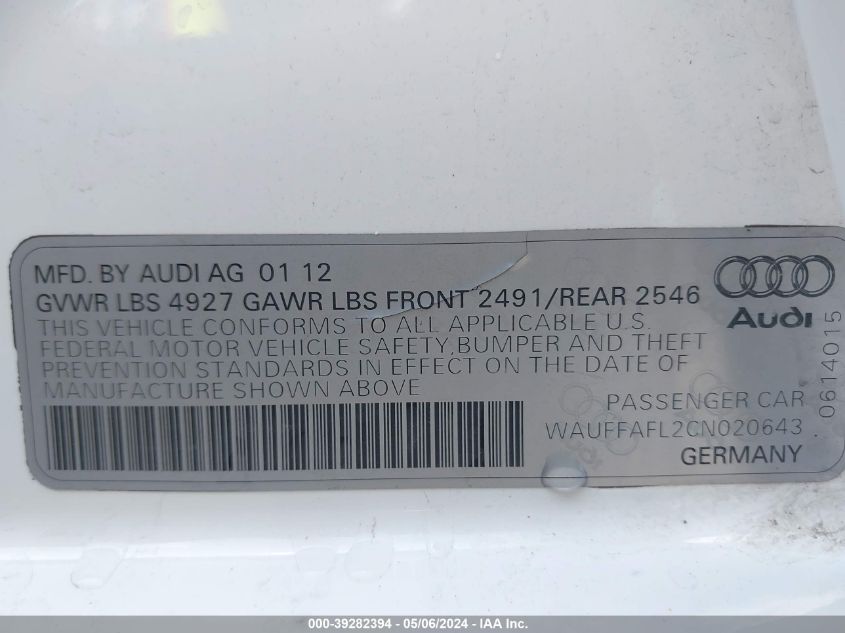 MFD. BY AUDI AG 01 12
GVWR LBS 4927 GAWR LBS FRONT 2491/REAR 2546
THIS VEHICLE CONFORMS TO ALL APPLICABLE U.S.
FEDERAL MOTOR VEHICLE SAFETY, BUMPER AND THEFT
PREVENTION STANDARDS IN EFFECT ON THE DATE OF
MANUFACTURE SHOWN ABOVE
Audi
PASSENGER CAR
WAUFFAFL2CN020643
GERMANY
0614015
000-39282394 - 05/06/2024 - IAA Inc.